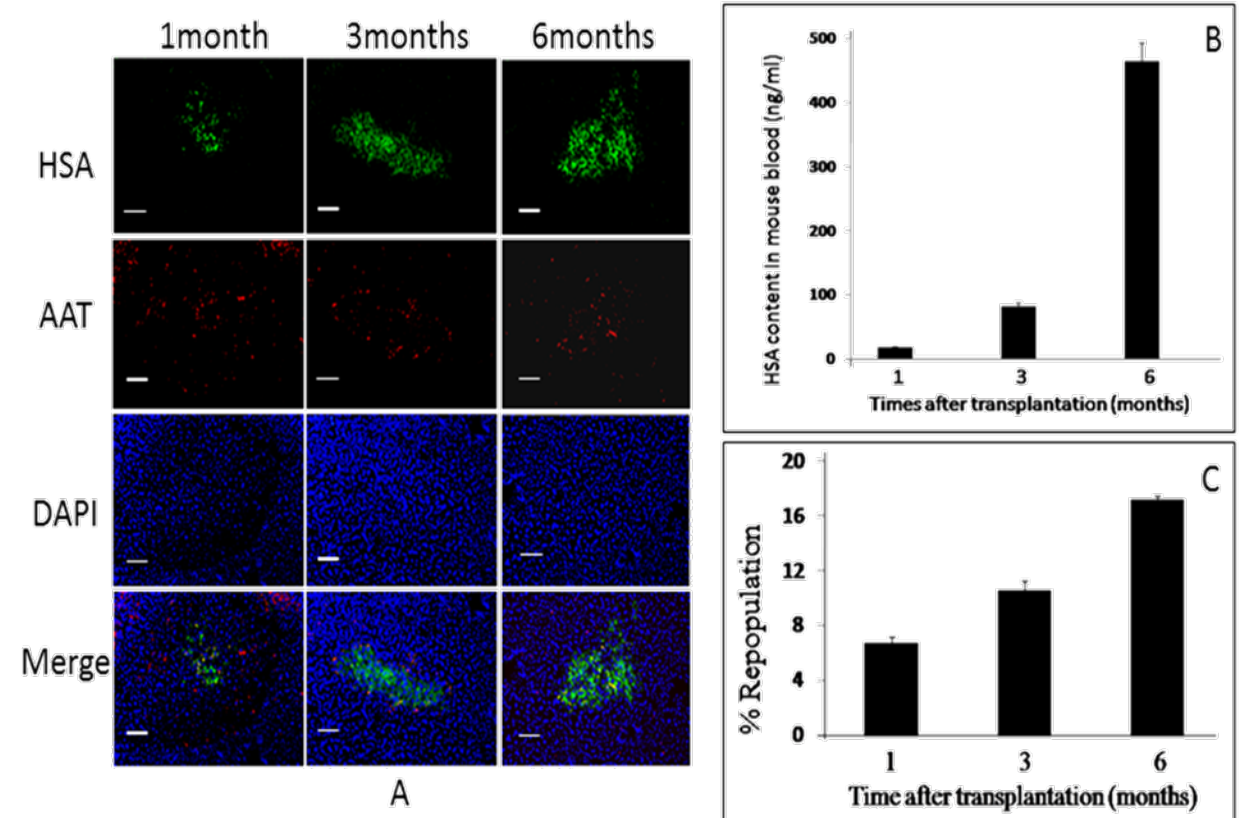 1month 3months 6months
HSA
AAT
DAPI
Merge
A
B
HSA content in mouse blood (ng/ml)
500
400
300
200
100
0
1 3 6
Times after transplantation (months)
C
% Repopulation
20
16
12
8
4
0
1 3 6
Time after transplantation (months)